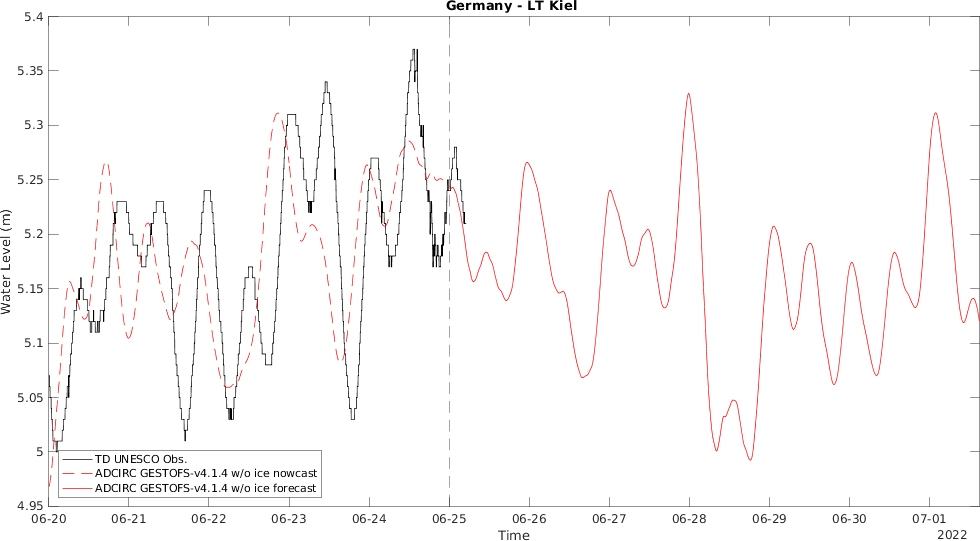 Germany - LT Kiel
5.4
5.35
5.3
5.25
5.2
5.15
5.1
5.05
5
4.95
Water Level (m)
TD UNESCO Obs.
ADCIRC GESTOFS-v4.1.4 w/o ice nowcast
ADCIRC GESTOFS-v4.1.4 w/o ice forecast
06-20 06-21 06-22 06-23 06-24 06-25 06-26 06-27 06-28 06-29 06-30 07-01
Time
2022